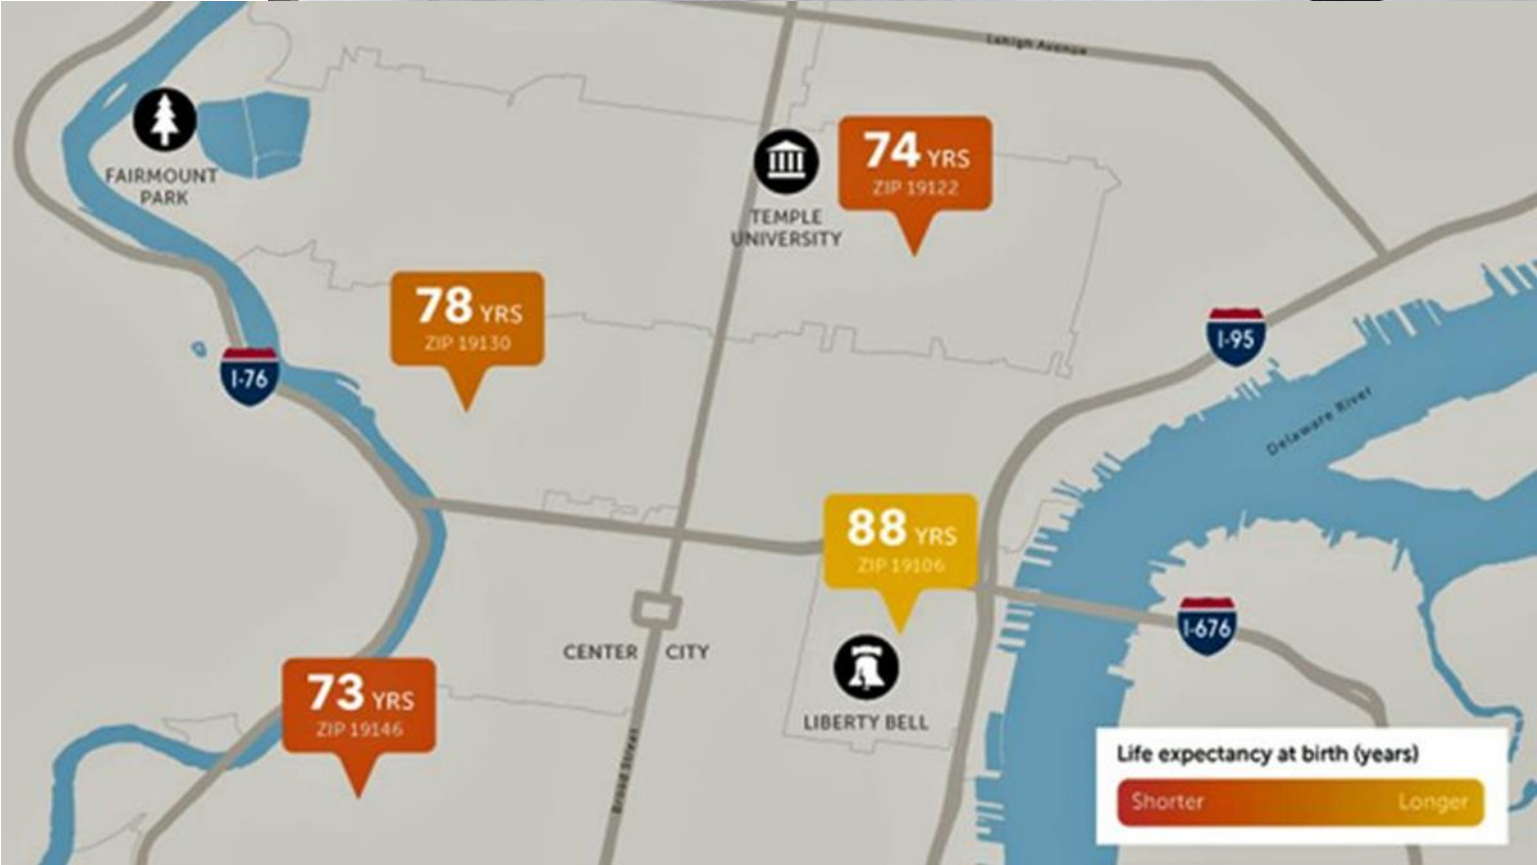 Lehigh Avenue
FAIRMOUNT
PARK
74 YRS
ZIP 19122
TEMPLE
UNIVERSITY
78 YRS
ZIP 19130
I-76
I-95
Delaware River
88 YRS
ZIP 19106
I-676
CENTER CITY
LIBERTY BELL
73 YRS
ZIP 19146
Broad Street
Life expectancy at birth (years)
Shorter Longer